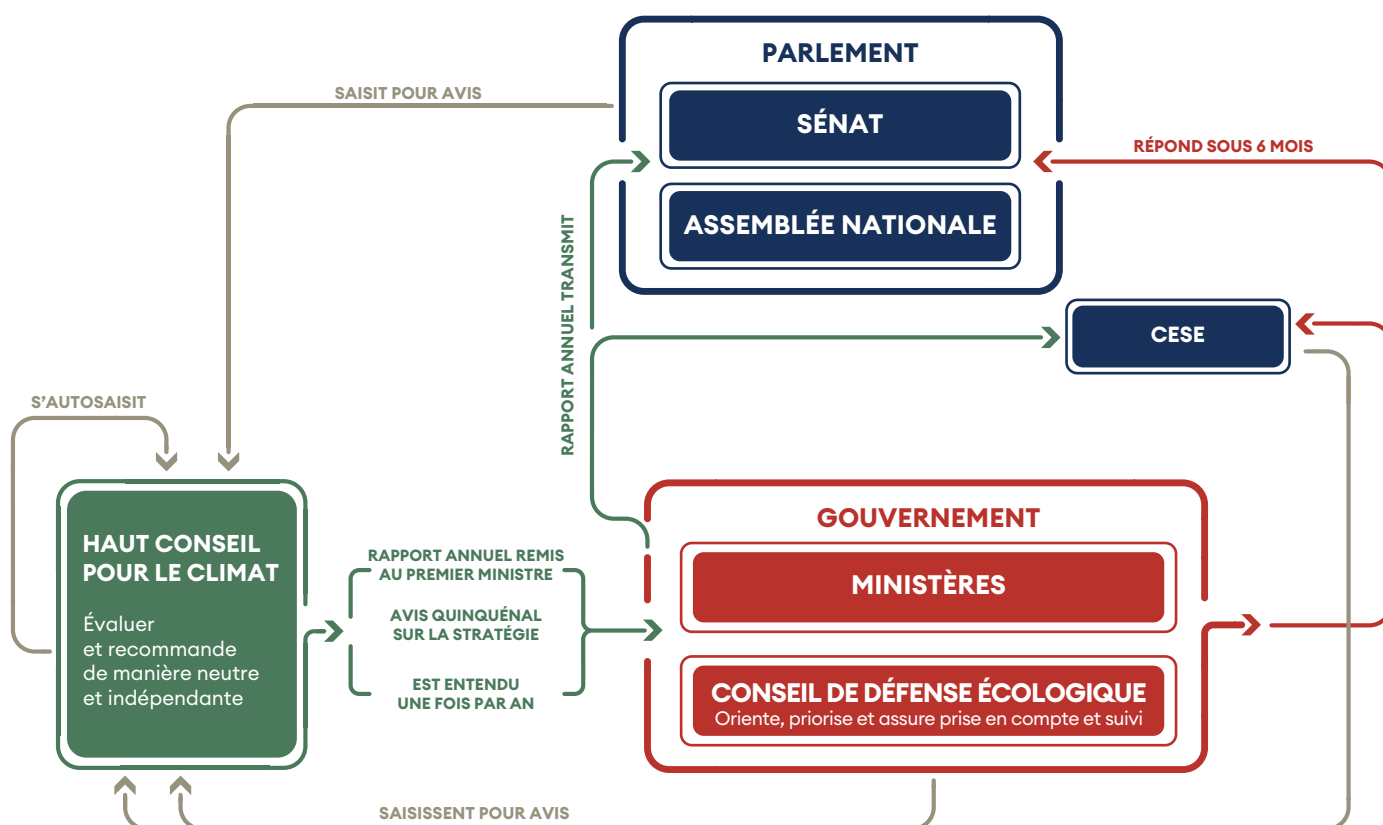 PARLEMENT
SAISIT POUR AVIS
SÉNAT
RÉPOND SOUS 6 MOIS
ASSEMBLÉE NATIONALE
RAPPORT ANNUEL TRANSMIT
CESE
S’AUTOSAISIT
GOUVERNEMENT
HAUT CONSEIL
POUR LE CLIMAT
Évaluer
et recommande
de manière neutre
et indépendante
RAPPORT ANNUEL REMIS
AU PREMIER MINISTRE
AVIS QUINQUÉNAL
SUR LA STRATÉGIE
EST ENTENDU
UNE FOIS PAR AN
MINISTÈRES
CONSEIL DE DÉFENSE ÉCOLOGIQUE
Oriente, priorise et assure prise en compte et suivi
SAISISSENT POUR AVIS